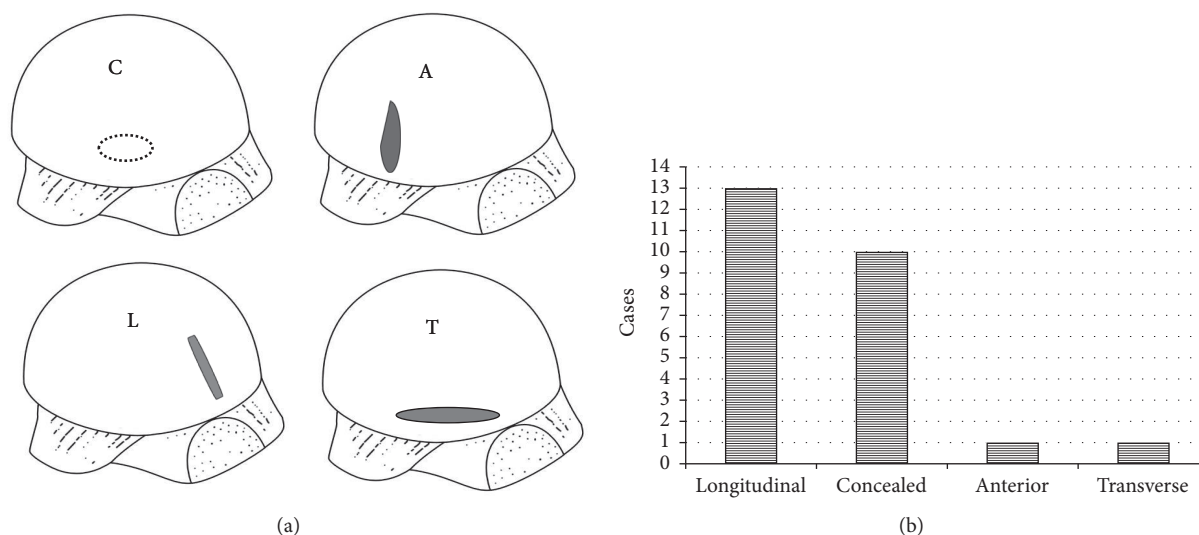 C
A
L
T
(a)
14
13
12
11
10
9
8
7
6
5
4
3
2
1
0
Cases
Longitudinal
Concealed
Anterior
Transverse
(b)